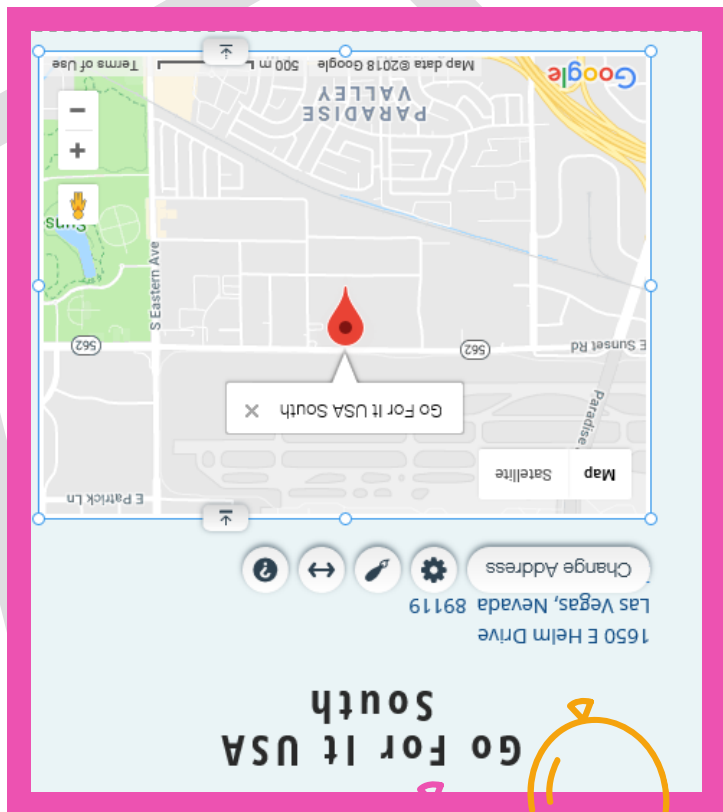 Go For It USA
South
1650 E Helm Drive
Las Vegas, Nevada 89119
Change Address
Map
Satellite
E Patrick Ln
Paradise
Go For It USA South
×
E Sunset Rd
562
562
S Eastern Ave
Suns
+
−
PARADISE
VALLEY
Google
Map data ©2018 Google
500 m
Terms of Use